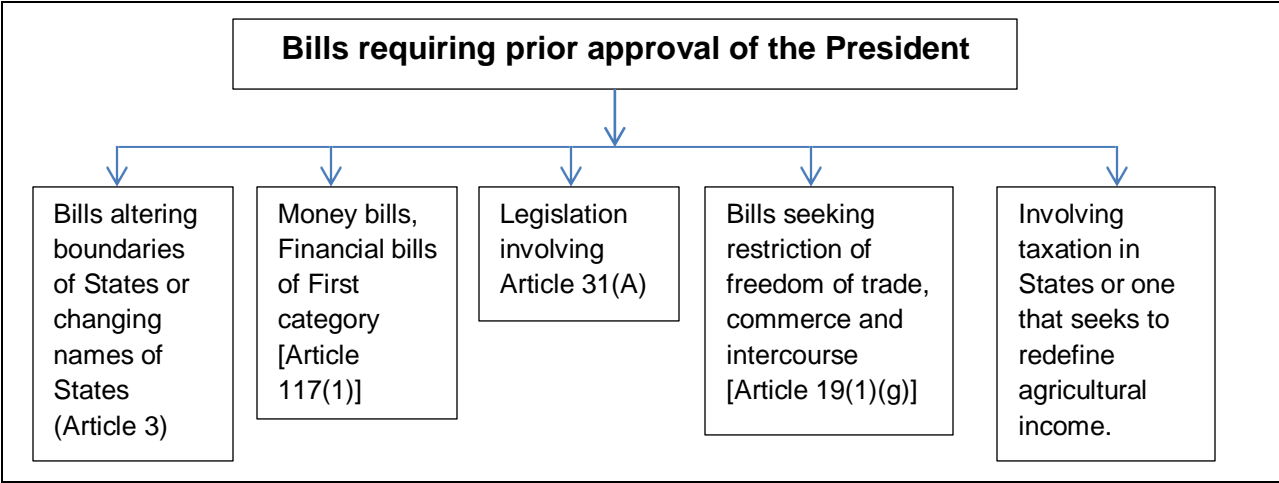 Bills requiring prior approval of the President
Bills altering
boundaries
of States or
changing
names of
States
(Article 3)
Money bills,
Financial bills
of First
category
[Article
117(1)]
Legislation
involving
Article 31(A)
Bills seeking
restriction of
freedom of trade,
commerce and
intercourse
[Article 19(1)(g)]
Involving
taxation in
States or one
that seeks to
redefine
agricultural
income.